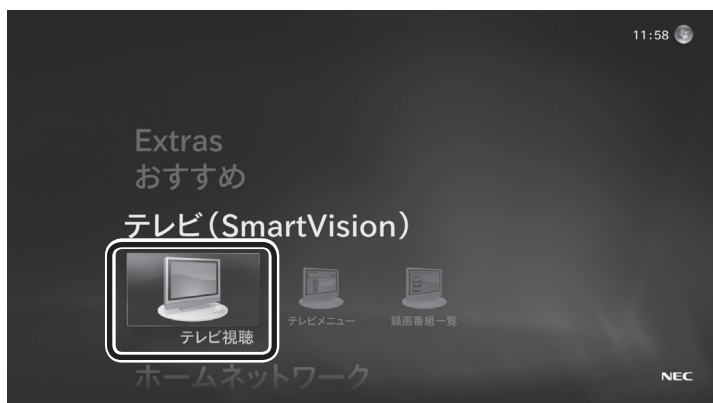 11:58
Extras
おすすめ
テレビ（SmartVision）
テレビ視聴
テレビメニュー
録画番組一覧
ホームネットワーク
NEC